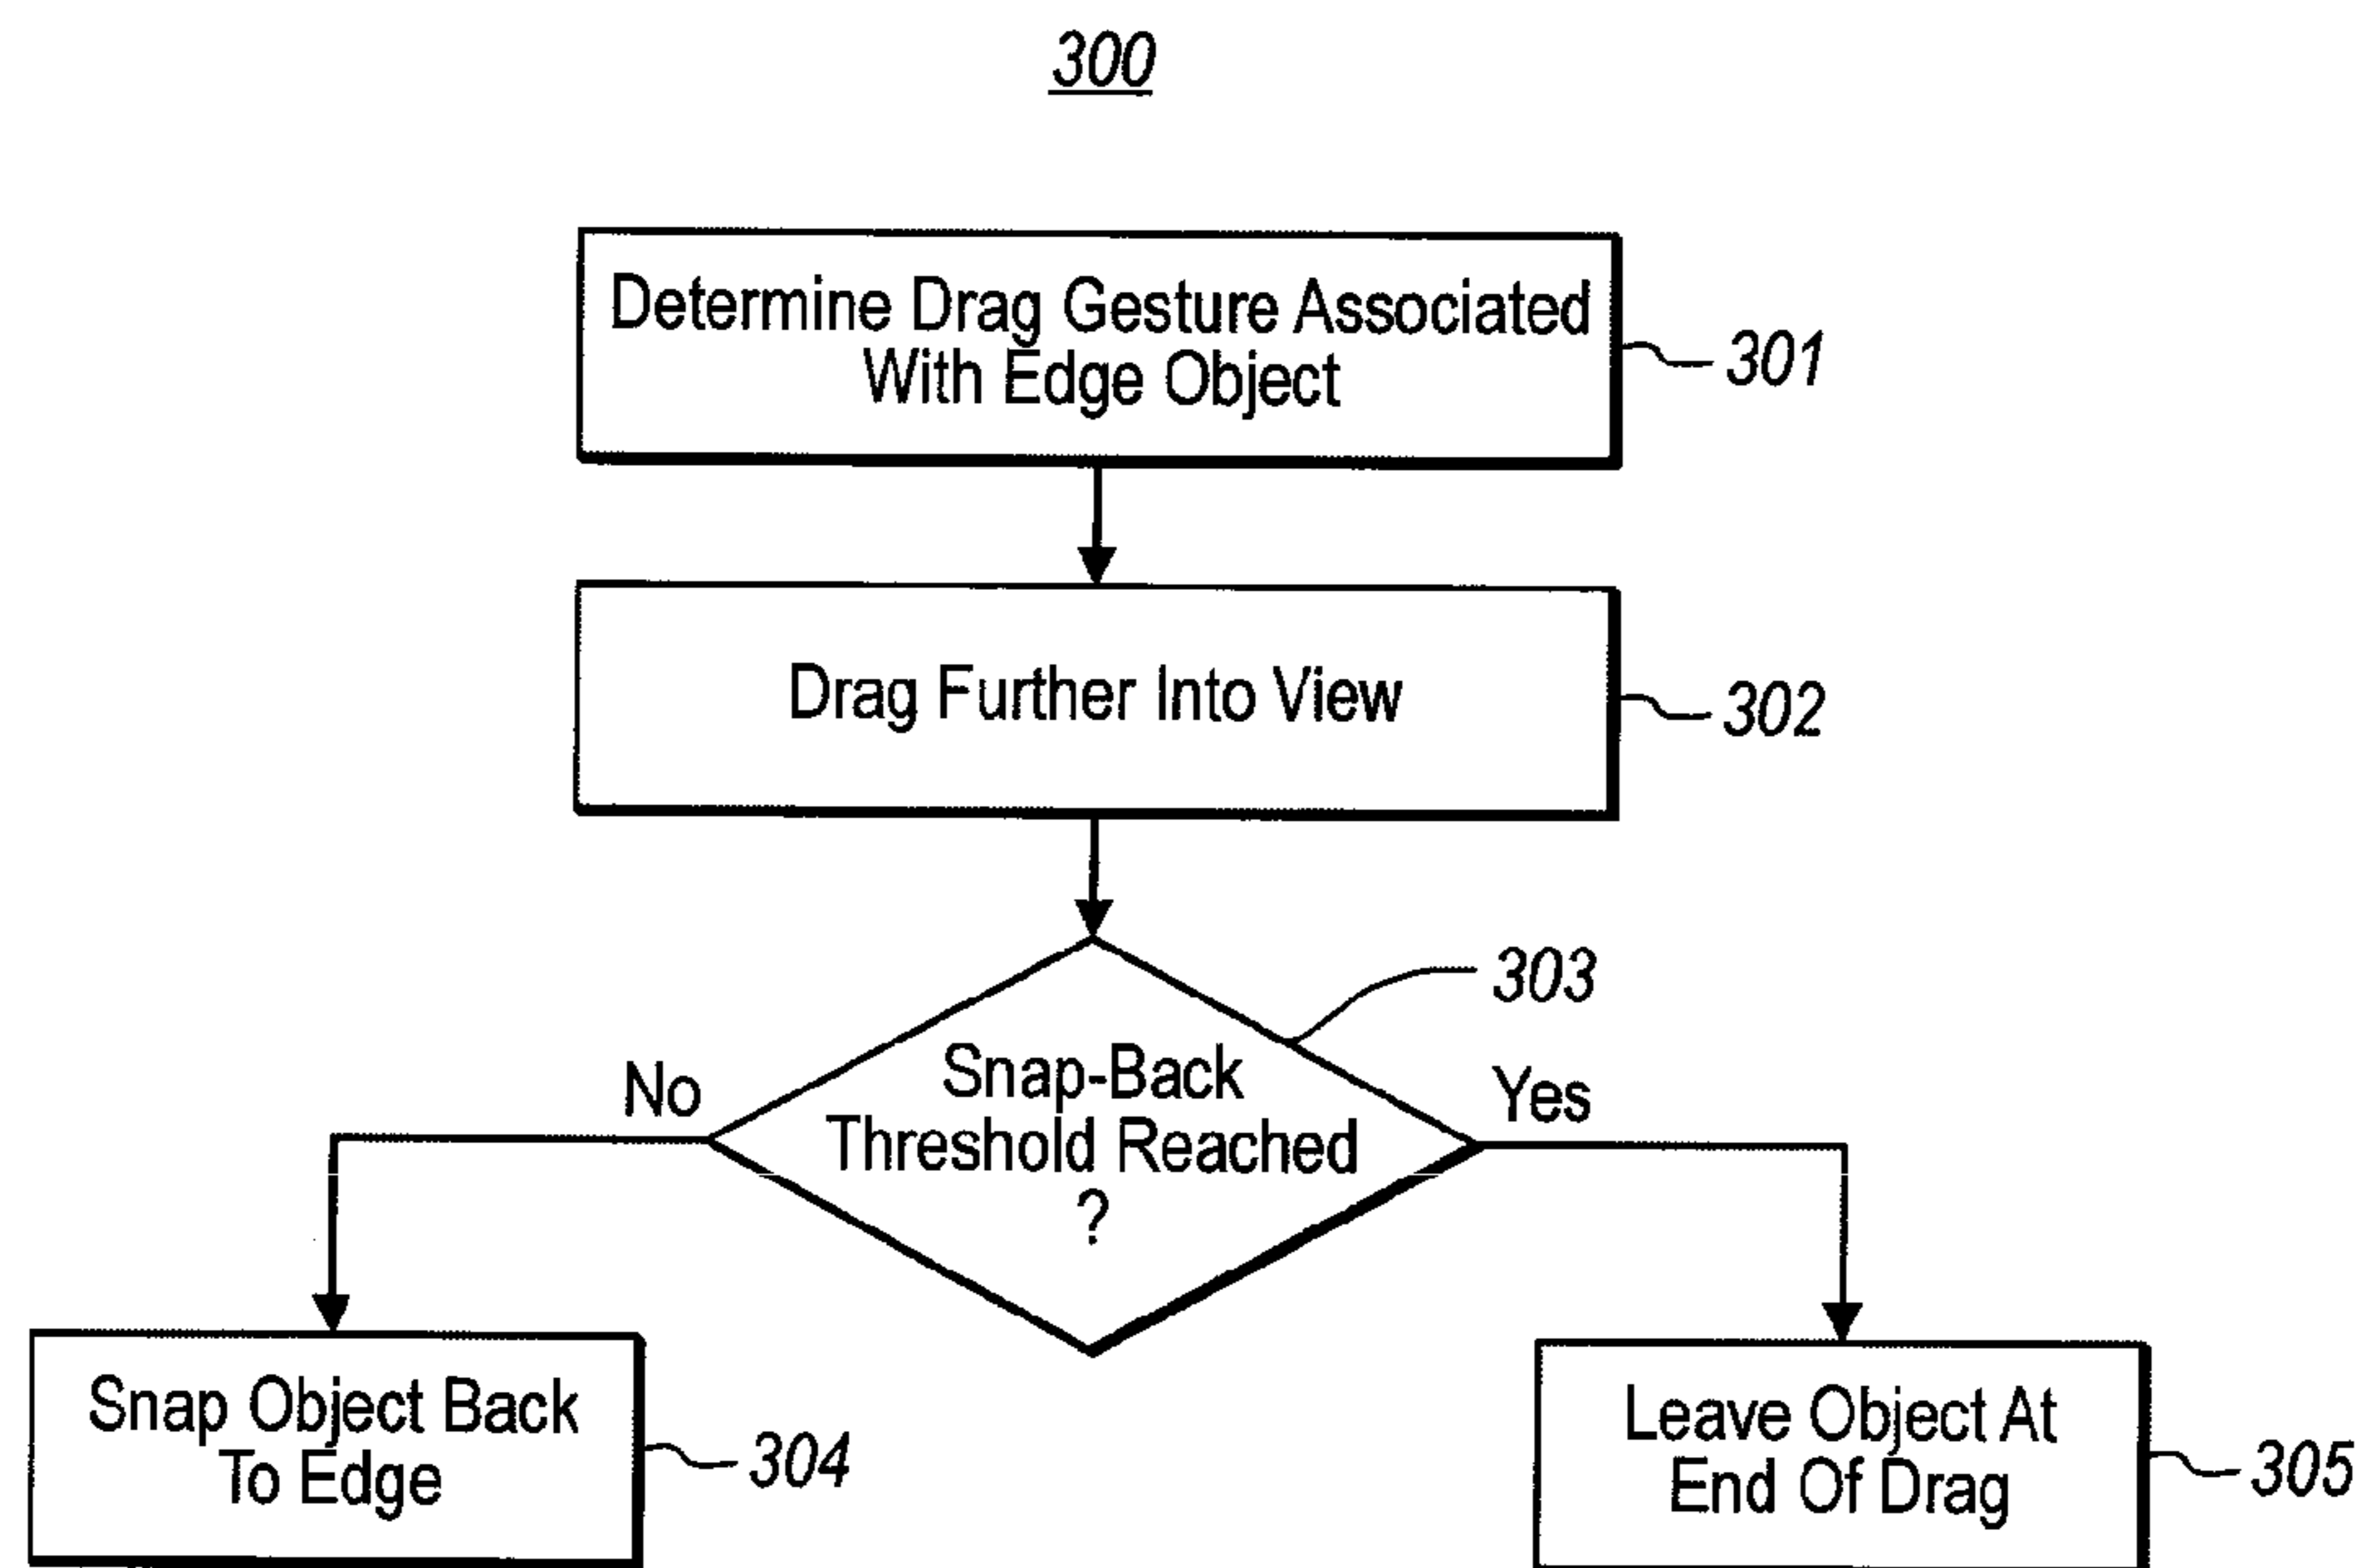 300
Determine Drag Gesture Associated
With Edge Object
301
Drag Further Into View
302
303
Snap-Back
Threshold Reached
?
No
Yes
Snap Object Back
To Edge
304
Leave Object At
End Of Drag
305